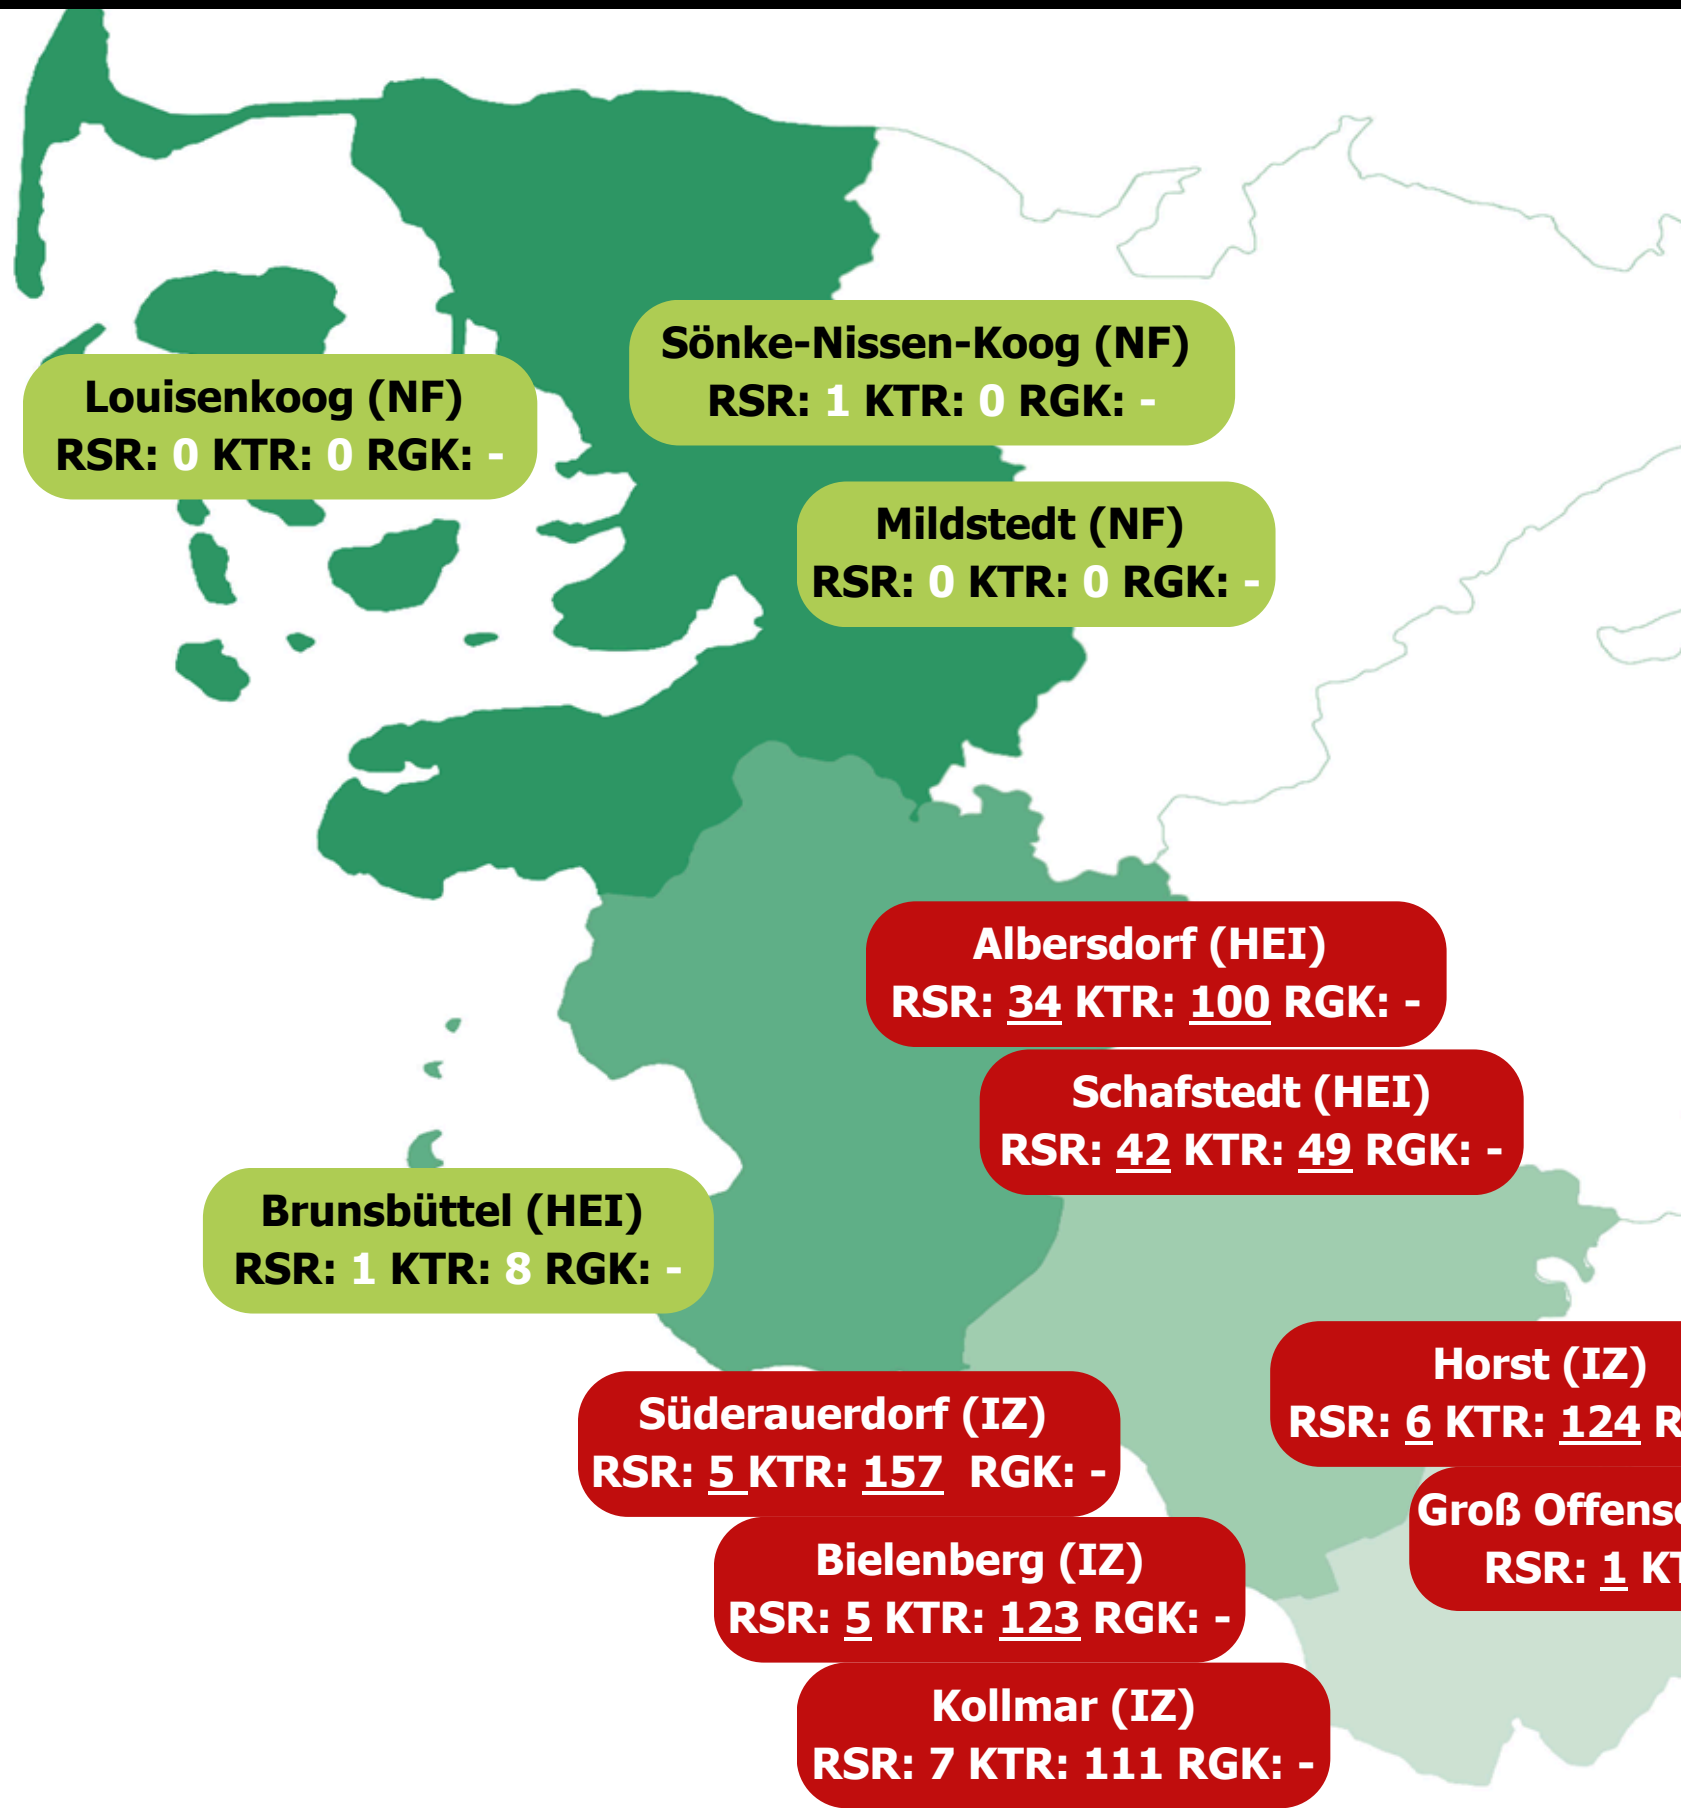 Sönke-Nissen-Koog (NF)
RSR: 1 KTR: 0 RGK: -
Louisenkoog (NF)
RSR: 0 KTR: 0 RGK: -
Mildstedt (NF)
RSR: 0 KTR: 0 RGK: -
Albersdorf (HEI)
RSR: 34 KTR: 100 RGK: -
Schafstedt (HEI)
RSR: 42 KTR: 49 RGK: -
Brunsbüttel (HEI)
RSR: 1 KTR: 8 RGK: -
Horst (IZ)
RSR: 6 KTR: 124
Süderauerdorf (IZ)
RSR: 5 KTR: 157 RGK: -
Groß
RSR: 1
Bielenberg (IZ)
RSR: 5 KTR: 123 RGK: -
Kollmar (IZ)
RSR: 7 KTR: 111 RGK: -